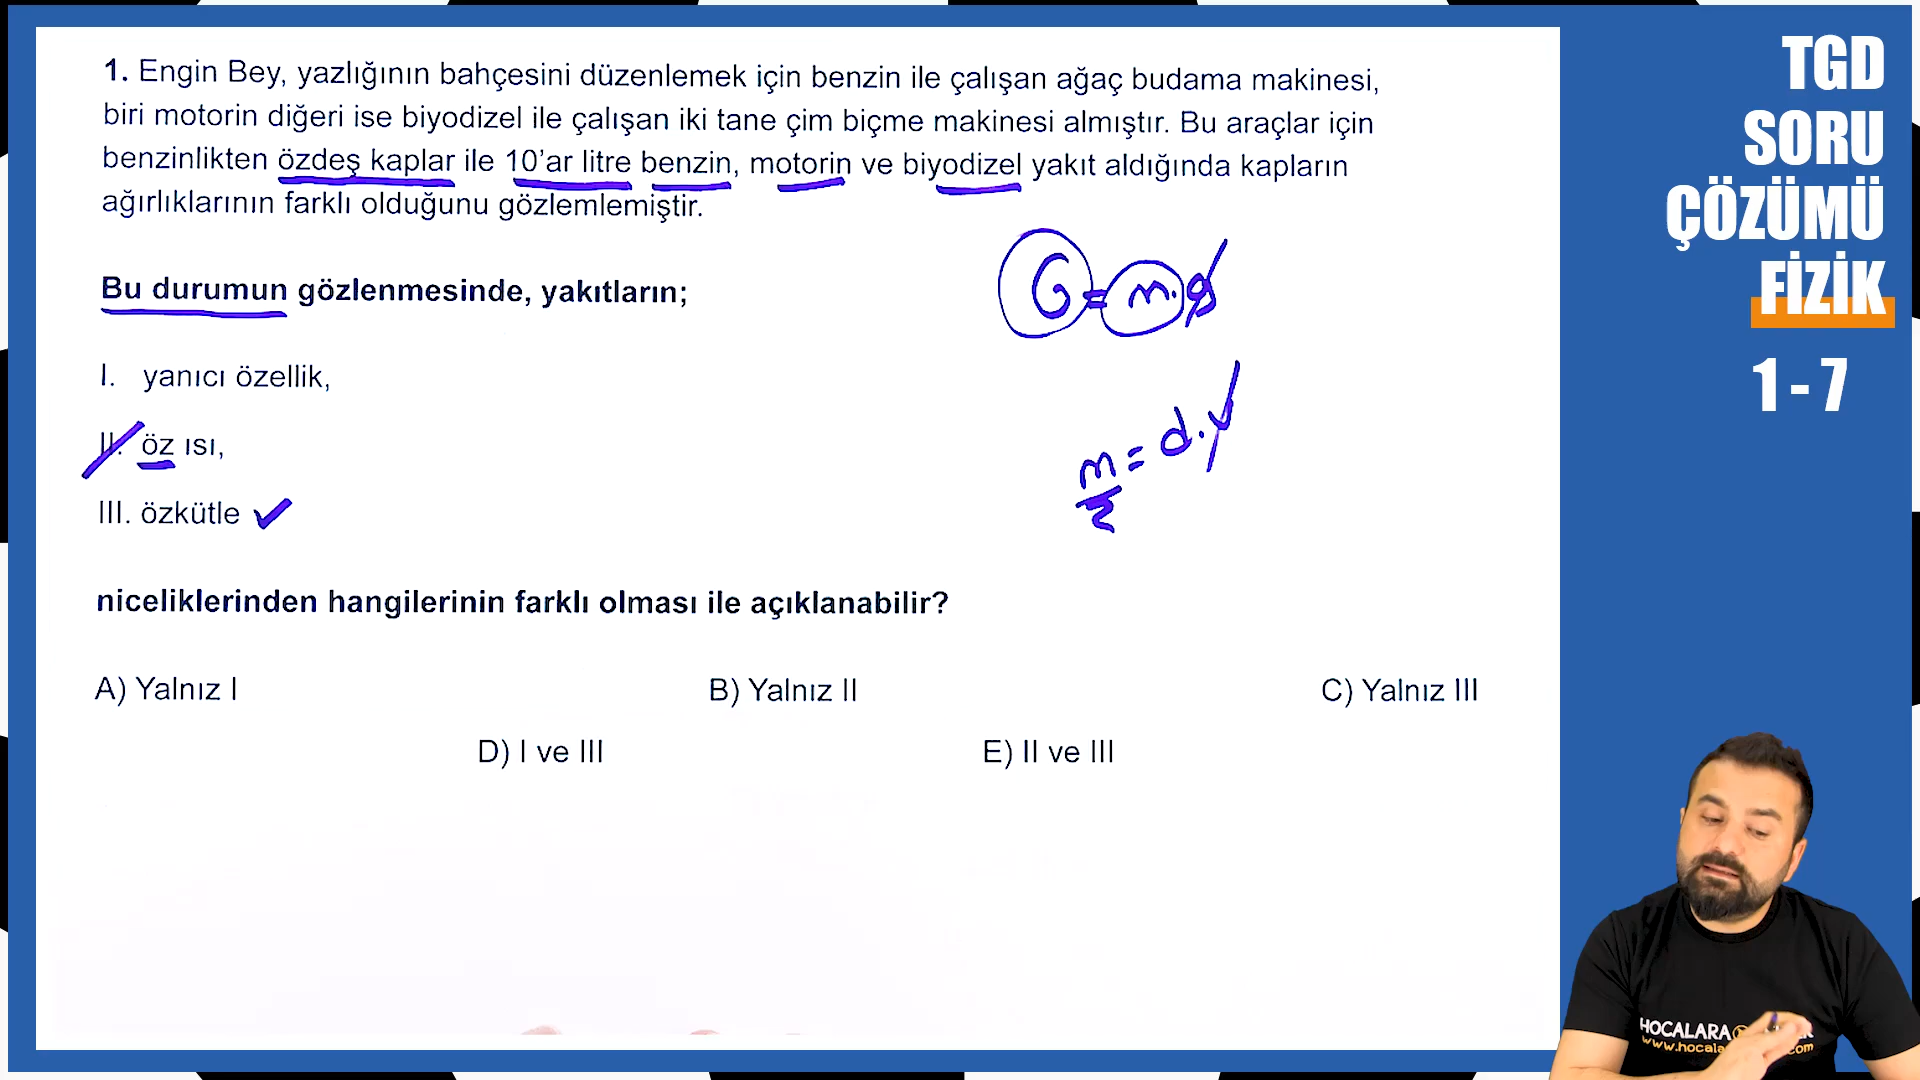 1. Engin Bey, yazlığının bahçesini düzenlemek için benzin ile çalışan ağaç budama makinesi,
biri motorin diğeri ise biyodizel ile çalışan iki tane çim biçme makinesi almıştır. Bu araçlar için
benzinlikten özdeş kaplar ile 10’ar litre benzin, motorin ve biyodizel yakıt aldığında kapların
ağırlıklarının farklı olduğunu gözlemlemiştir.
G = m.g
Bu durumun gözlenmesinde, yakıtların;
I. yanıcı özellik,
II. öz ısı,
m = d.V
III. özkütle
niceliklerinden hangilerinin farklı olması ile açıklanabilir?
A) Yalnız I
B) Yalnız II
C) Yalnız III
D) I ve III
E) II ve III
TGD
SORU
ÇÖZÜMÜ
FİZİK
1 - 7
HOCALARA
www.hocala